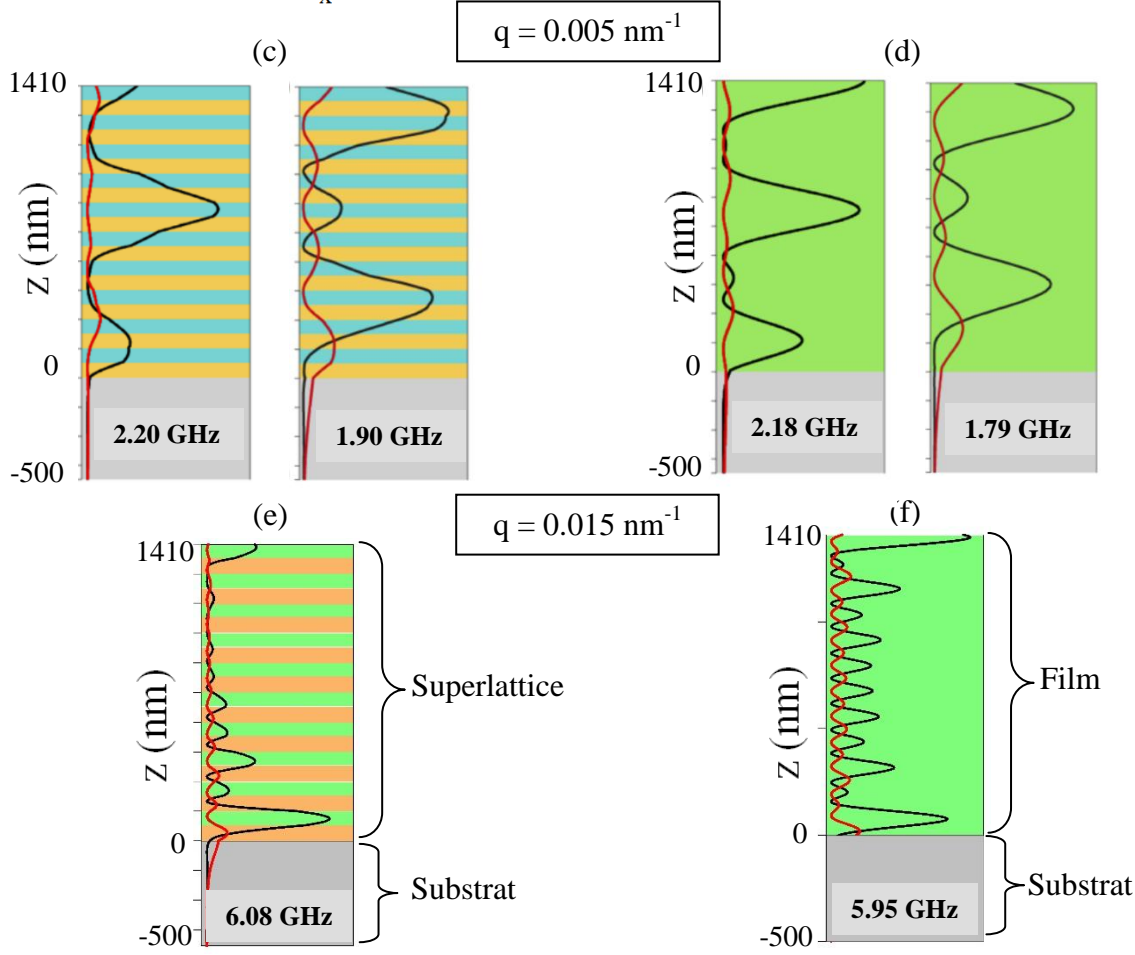 x
q = 0.005 nm-1
(c)
(d)
1410
1410
Z (nm)
Z (nm)
0
0
2.20 GHz
1.90 GHz
2.18 GHz
1.79 GHz
-500
-500
q = 0.015 nm-1
(e)
(f)
1410
1410
Z (nm)
Superlattice
Z (nm)
Film
0
0
Substrat
Substrat
6.08 GHz
5.95 GHz
-500
-500